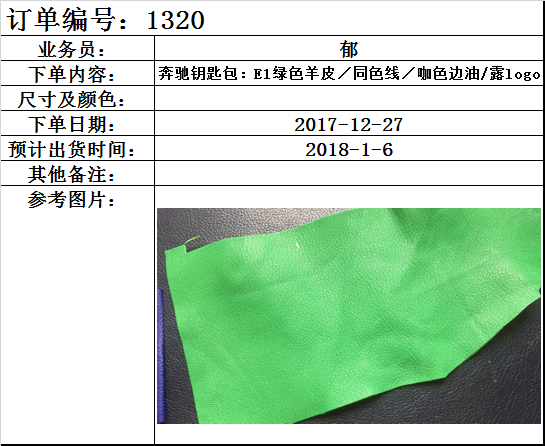 订单编号：1320
业务员： 郁
下单内容： 奔驰钥匙包：E1绿色羊皮／同色线／咖色边油/露logo
尺寸及颜色：
下单日期： 2017-12-27
预计出货时间： 2018-1-6
其他备注：
参考图片：